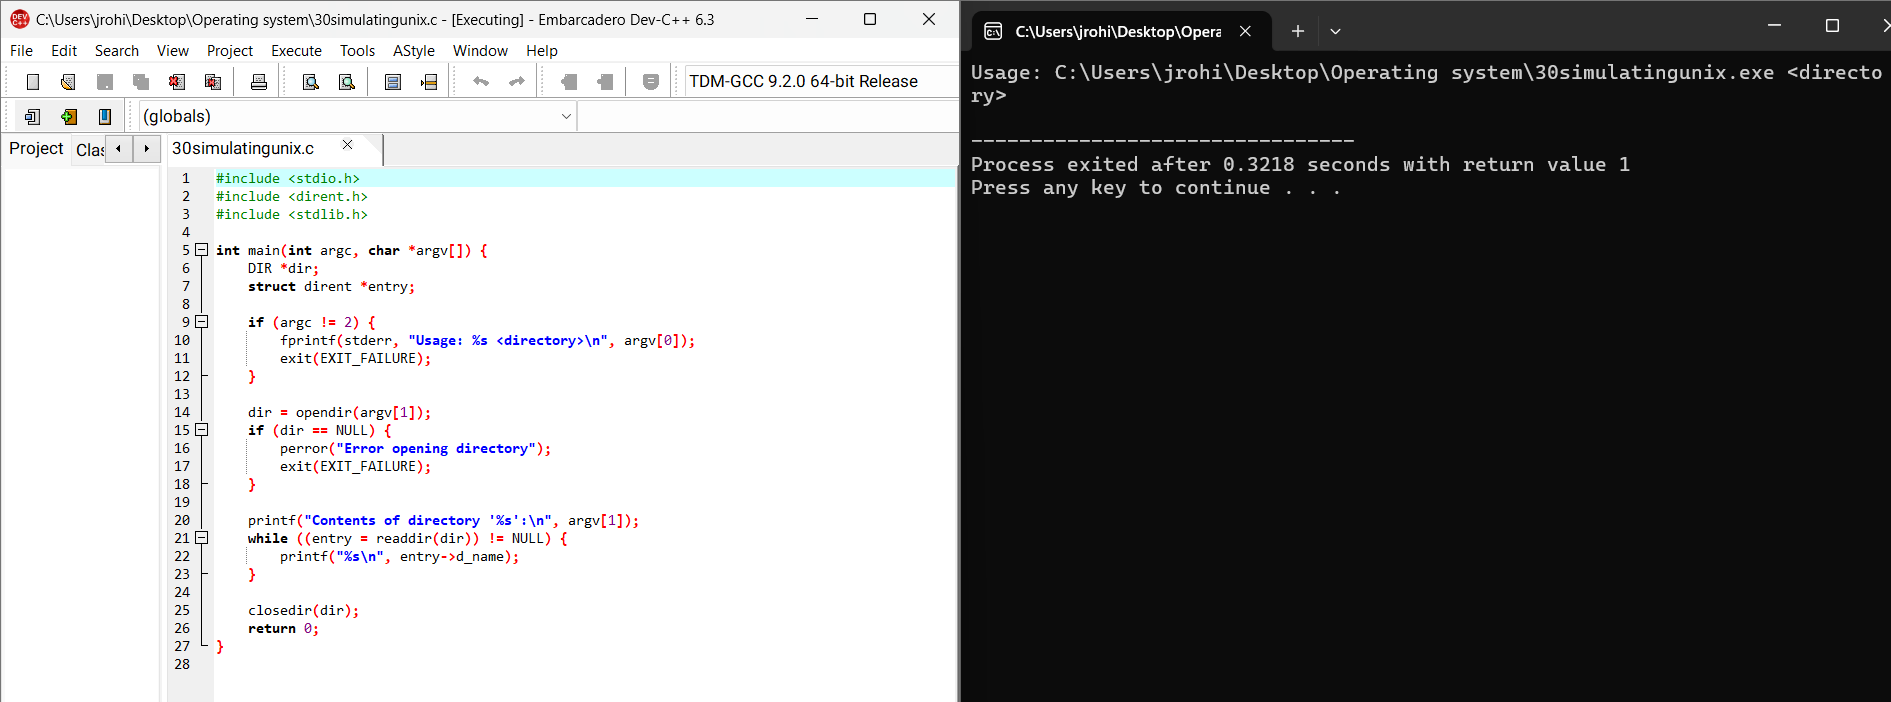 C:\Users\jrohi\Desktop\Operating system\30simulatingunix.c - [Executing] - Embarcadero Dev-C++ 6.3
File Edit Search View Project Execute Tools AStyle Window Help
TDM-GCC 9.2.0 64-bit Release
(globals)
Project Clas
30simulatingunix.c
1 #include <stdio.h>
2 #include <dirent.h>
3 #include <stdlib.h>
4
5 int main(int argc, char *argv[]) {
6 DIR *dir;
7 struct dirent *entry;
8
9 if (argc != 2) {
10 fprintf(stderr, "Usage: %s <directory>\n", argv[0]);
11 exit(EXIT_FAILURE);
12 }
13
14 dir = opendir(argv[1]);
15 if (dir == NULL) {
16 perror("Error opening directory");
17 exit(EXIT_FAILURE);
18 }
19
20 printf("Contents of directory '%s':\n", argv[1]);
21 while ((entry = readdir(dir)) != NULL) {
22 printf("%s\n", entry->d_name);
23 }
24
25 closedir(dir);
26 return 0;
27 }
28
C:\Users\jrohi\Desktop\Opera
Usage: C:\Users\jrohi\Desktop\Operating system\30simulatingunix.exe <directo
ry>
--------------------------------
Process exited after 0.3218 seconds with return value 1
Press any key to continue . . .